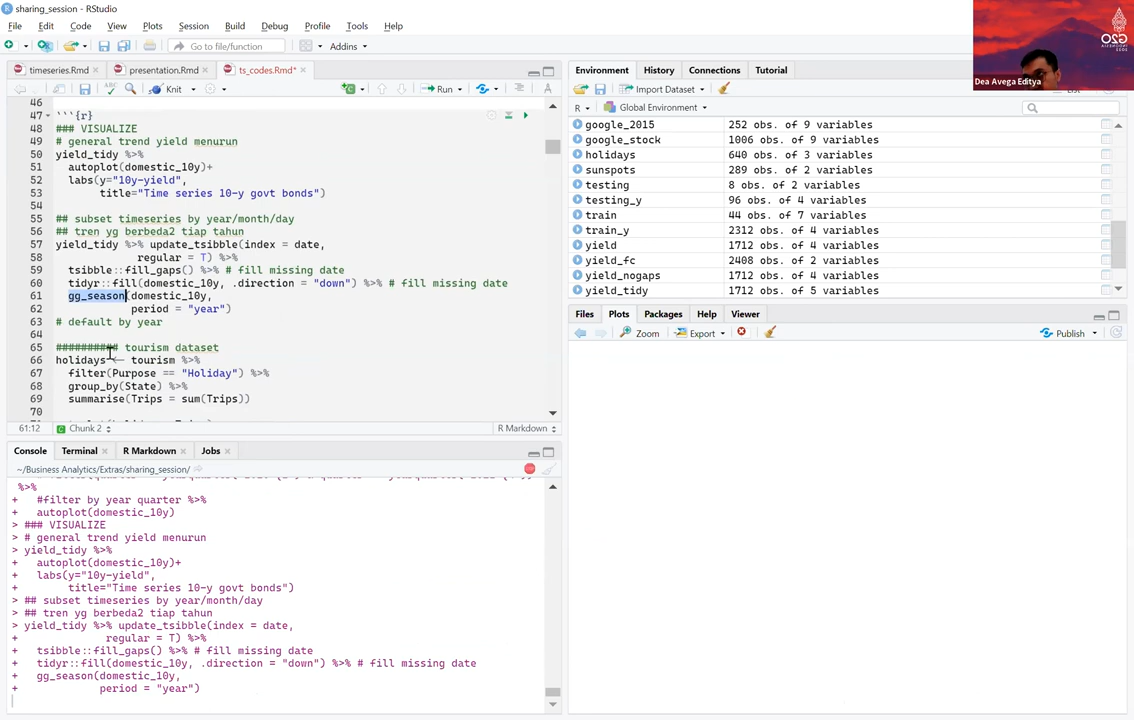 sharing_session - RStudio
File Edit Code View Plots Session Build Debug Profile Tools Help
Go to file/function Addins
timeseries.Rmd presentation.Rmd ts_codes.Rmd*
ABC Knit Run
46
47 ```{r}
48 ### VISUALIZE
49 # general trend yield menurun
50 yield_tidy %>%
51 autoplot(domestic_10y)+
52 labs(y="10y-yield",
53 title="Time series 10-y govt bonds")
54
55 ## subset timeseries by year/month/day
56 ## tren yg berbeda2 tiap tahun
57 yield_tidy %>% update_tsibble(index = date,
58 regular = T) %>%
59 tsibble::fill_gaps() %>% # fill missing date
60 tidyr::fill(domestic_10y, .direction = "down") %>% # fill missing date
61 gg_season(domestic_10y,
62 period = "year")
63 # default by year
64
65 ########## tourism dataset
66 holidays <- tourism %>%
67 filter(Purpose == "Holiday") %>%
68 group_by(State) %>%
69 summarise(Trips = sum(Trips))
70
61:12 Chunk 2 R Markdown
Console Terminal R Markdown Jobs
~/Business Analytics/Extras/sharing_session/
%>%
+ #filter by year quarter %>%
+ autoplot(domestic_10y)
> ### VISUALIZE
> # general trend yield menurun
> yield_tidy %>%
+ autoplot(domestic_10y)+
+ labs(y="10y-yield",
+ title="Time series 10-y govt bonds")
> ## subset timeseries by year/month/day
> ## tren yg berbeda2 tiap tahun
> yield_tidy %>% update_tsibble(index = date,
+ regular = T) %>%
+ tsibble::fill_gaps() %>% # fill missing date
+ tidyr::fill(domestic_10y, .direction = "down") %>% # fill missing date
+ gg_season(domestic_10y,
+ period = "year")
Environment History Connections Tutorial
Import Dataset
R Global Environment
google_2015 252 obs. of 9 variables
google_stock 1006 obs. of 9 variables
holidays 640 obs. of 3 variables
sunspots 289 obs. of 2 variables
testing 8 obs. of 2 variables
testing_y 96 obs. of 4 variables
train 44 obs. of 7 variables
train_y 2312 obs. of 4 variables
yield 1712 obs. of 4 variables
yield_fc 2408 obs. of 2 variables
yield_nogaps 1712 obs. of 4 variables
yield_tidy 1712 obs. of 5 variables
Files Plots Packages Help Viewer
Zoom Export Publish
G20
Dea Avega Editya